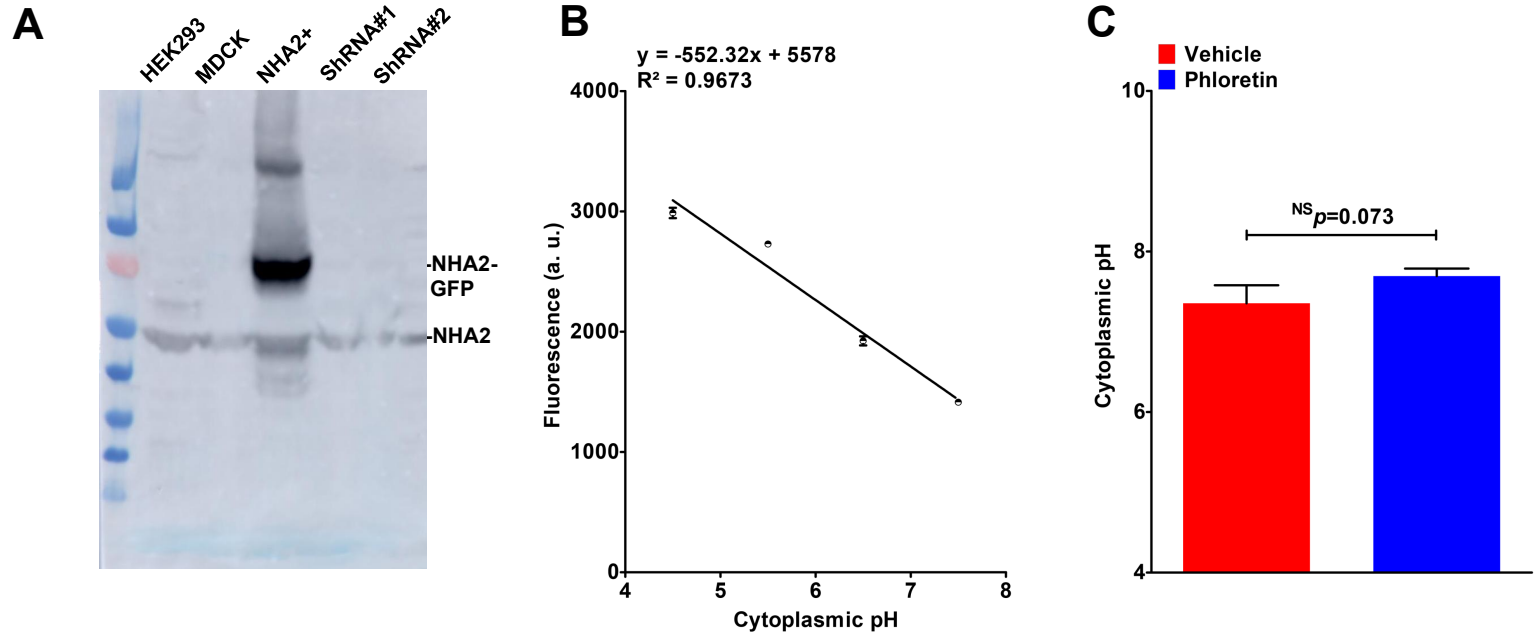 A
HEK293
MDCK
NHA2+
ShRNA#1
ShRNA#2
-NHA2-
GFP
-NHA2
B
y = -552.32x + 5578
R² = 0.9673
4000
3000
2000
1000
0
4
5
6
7
8
Fluorescence (a. u.)
Cytoplasmic pH
C
Vehicle
Phloretin
10
8
6
4
Cytoplasmic pH
NSp=0.073